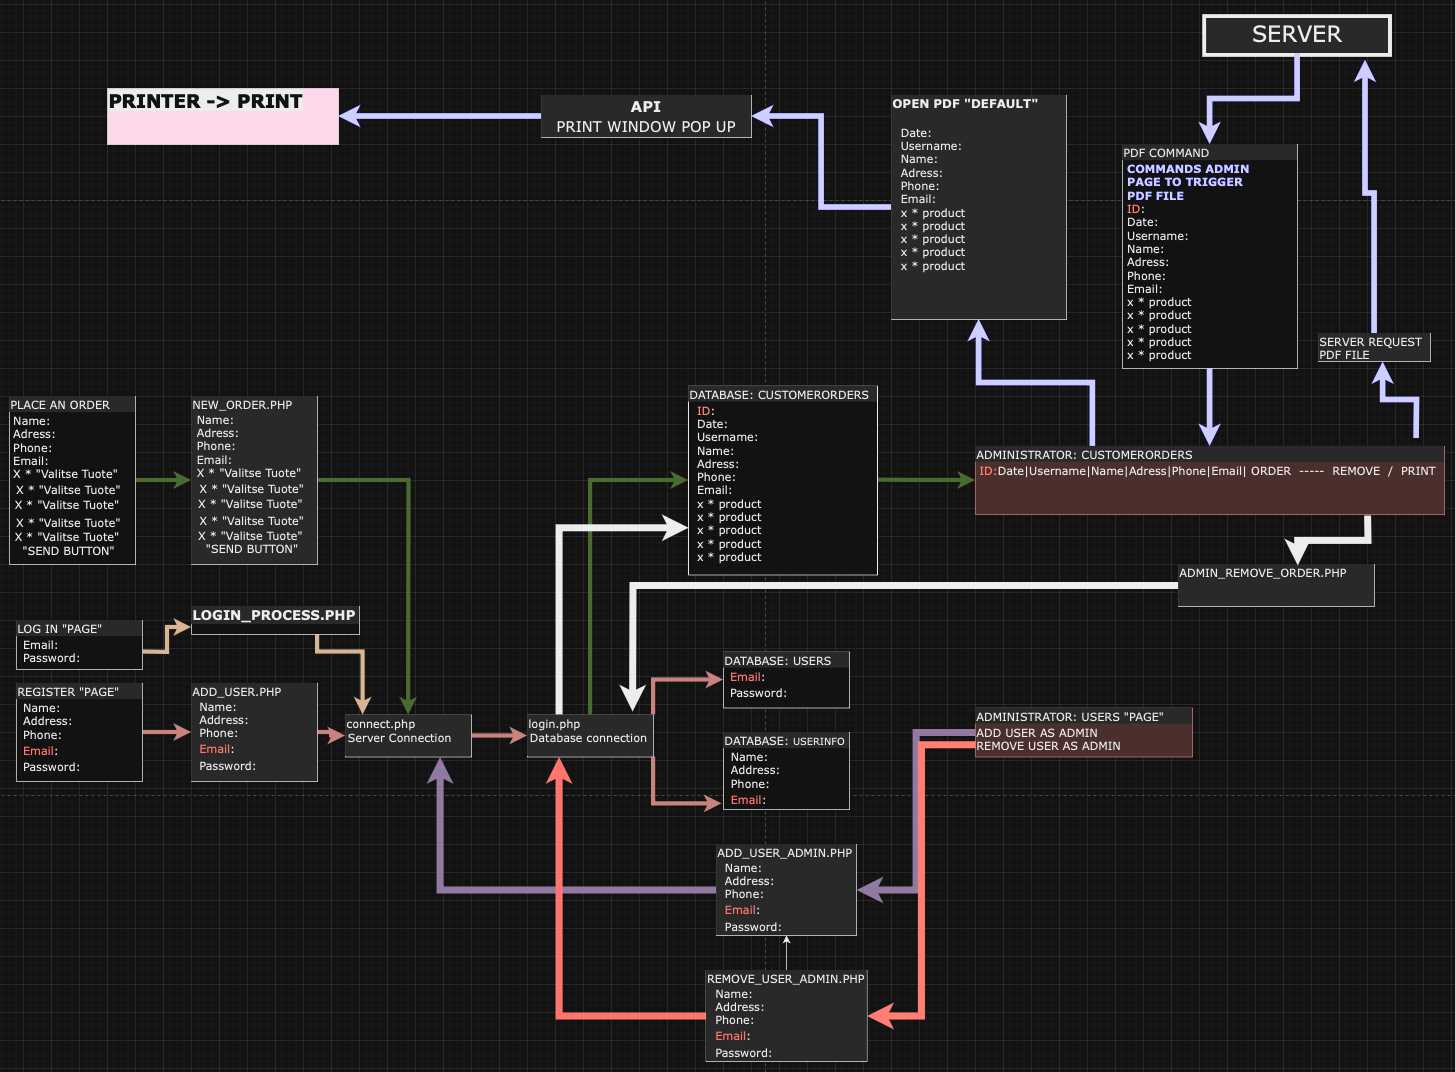 SERVER
PRINTER -> PRINT
API
PRINT WINDOW POP UP
OPEN PDF "DEFAULT"
Date:
Username:
Name:
Adress:
Phone:
Email:
x * product
x * product
x * product
x * product
x * product
PDF COMMAND
COMMANDS ADMIN
PAGE TO TRIGGER
PDF FILE
ID:
Date:
Username:
Name:
Adress:
Phone:
Email:
x * product
x * product
x * product
x * product
x * product
SERVER REQUEST
PDF FILE
PLACE AN ORDER
Name:
Adress:
Phone:
Email:
X * "Valitse Tuote"
X * "Valitse Tuote"
X * "Valitse Tuote"
X * "Valitse Tuote"
X * "Valitse Tuote"
"SEND BUTTON"
NEW_ORDER.PHP
Name:
Adress:
Phone:
Email:
X * "Valitse Tuote"
X * "Valitse Tuote"
X * "Valitse Tuote"
X * "Valitse Tuote"
X * "Valitse Tuote"
"SEND BUTTON"
DATABASE: CUSTOMERORDERS
ID:
Date:
Username:
Name:
Adress:
Phone:
Email:
x * product
x * product
x * product
x * product
x * product
ADMINISTRATOR: CUSTOMERORDERS
ID:Date|Username|Name|Adress|Phone|Email| ORDER ----- REMOVE / PRINT
ADMIN_REMOVE_ORDER.PHP
LOG IN "PAGE"
Email:
Password:
LOGIN_PROCESS.PHP
REGISTER "PAGE"
Name:
Address:
Phone:
Email:
Password:
ADD_USER.PHP
Name:
Address:
Phone:
Email:
Password:
connect.php
Server Connection
login.php
Database connection
DATABASE: USERS
Email:
Password:
DATABASE: USERINFO
Name:
Address:
Phone:
Email:
ADMINISTRATOR: USERS "PAGE"
ADD USER AS ADMIN
REMOVE USER AS ADMIN
ADD_USER_ADMIN.PHP
Name:
Address:
Phone:
Email:
Password:
REMOVE_USER_ADMIN.PHP
Name:
Address:
Phone:
Email:
Password: